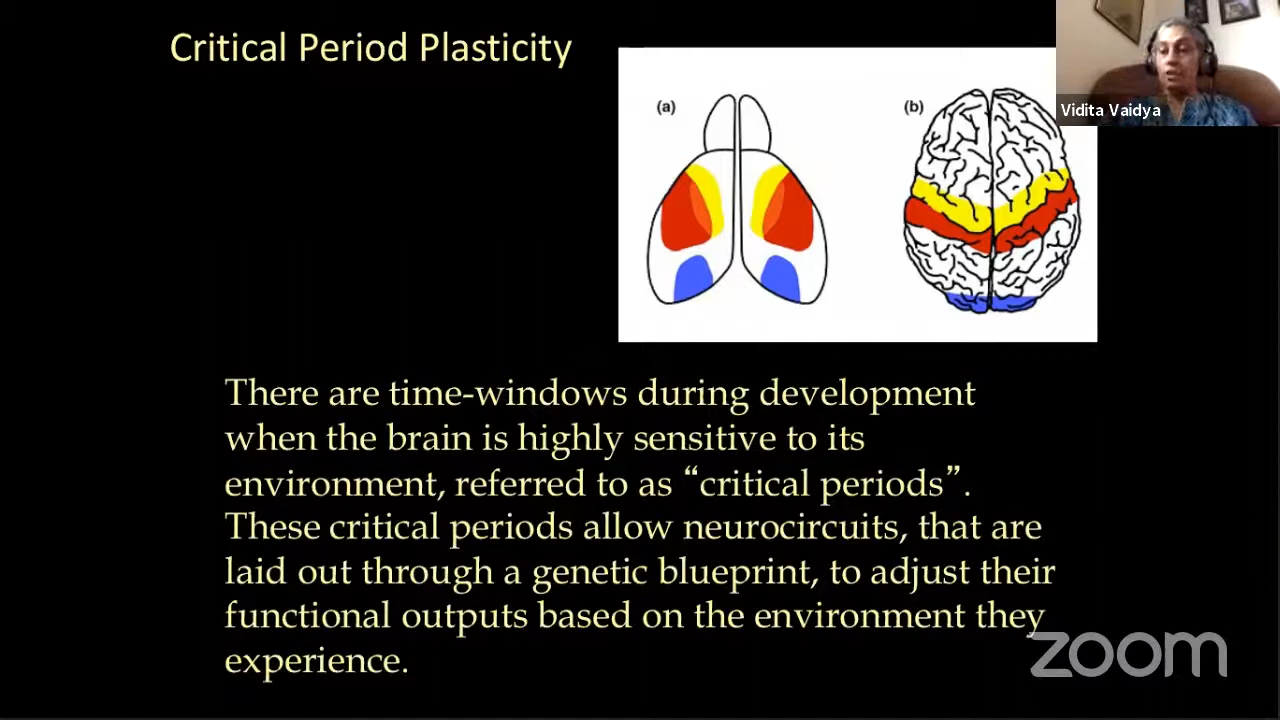 Critical Period Plasticity
(a)
(b)
Vidita Vaidya
There are time-windows during development
when the brain is highly sensitive to its
environment, referred to as “critical periods”.
These critical periods allow neurocircuits, that are
laid out through a genetic blueprint, to adjust their
functional outputs based on the environment they
experience.
zoom